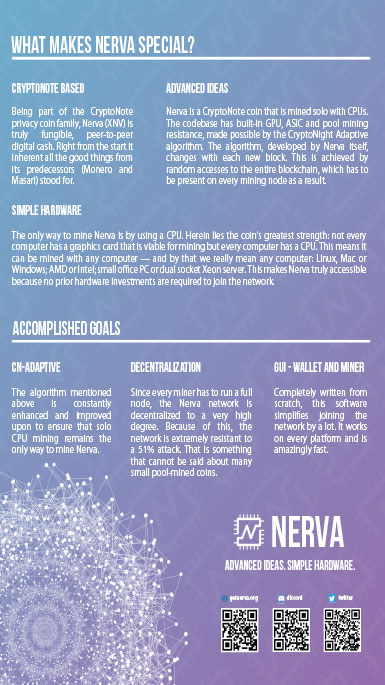 WHAT MAKES NERVA SPECIAL?
CRYPTONOTE BASED
Being part of the CryptoNote
privacy coin family, Nerva (XNV) is
truly fungible, peer-to-peer
digital cash. Right from the start it
inherent all the good things from
its predecessors (Monero and
Masari) stood for.
ADVANCED IDEAS
Nerva is a CryptoNote coin that is mined solo with CPUs.
The codebase has built-in GPU, ASIC and pool mining
resistance, made possible by the CryptoNight Adaptive
algorithm. The algorithm, developed by Nerva itself,
changes with each new block. This is achieved by
random accesses to the entire blockchain, which has to
be present on every mining node as a result.
SIMPLE HARDWARE
The only way to mine Nerva is by using a CPU. Herein lies the coin's greatest strength: not every
computer has a graphics card that is viable for mining but every computer has a CPU. This means it
can be mined with any computer — and by that we really mean any computer: Linux, Mac or
Windows; AMD or Intel; small office PC or dual socket Xeon server. This makes Nerva truly accessible
because no prior hardware investments are required to join the network.
ACCOMPLISHED GOALS
CN-ADAPTIVE
The algorithm mentioned
above is constantly
enhanced and improved
upon to ensure that solo
CPU mining remains the
only way to mine Nerva.
DECENTRALIZATION
Since every miner has to run a full
node, the Nerva network is
decentralized to a very high
degree. Because of this, the
network is extremely resistant to
a 51% attack. That is something
that cannot be said about many
small pool-mined coins.
GUI - WALLET AND MINER
Completely written from
scratch, this software
simplifies joining the
network by a lot. It works
on every platform and is
amazingly fast.
NERVA
ADVANCED IDEAS. SIMPLE HARDWARE.
getnerva.org
discord
twitter